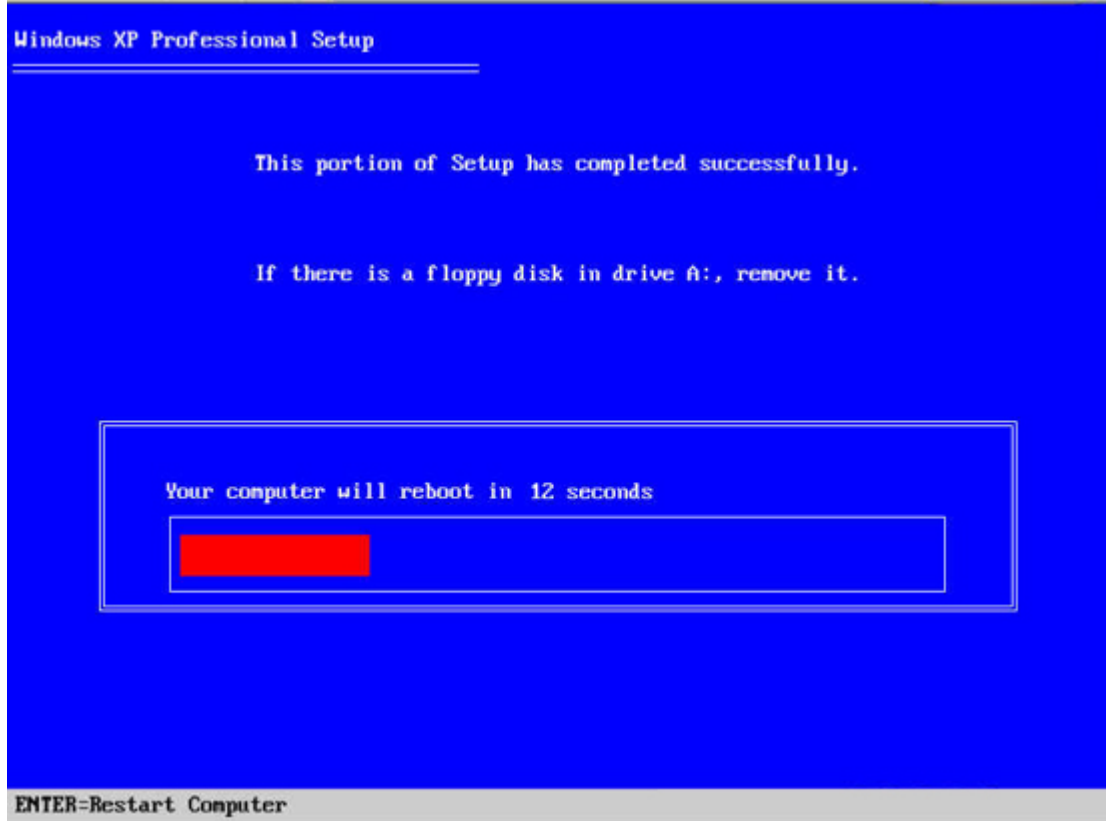 Windows XP Professional Setup
This portion of Setup has completed successfully.
If there is a floppy disk in drive A:, remove it.
Your computer will reboot in 12 seconds
ENTER=Restart Computer